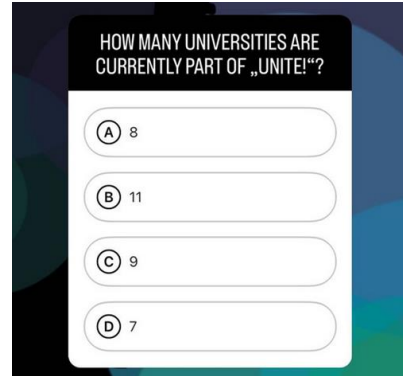 HOW MANY UNIVERSITIES ARE
CURRENTLY PART OF „UNITE!“?
A 8
B 11
C 9
D 7